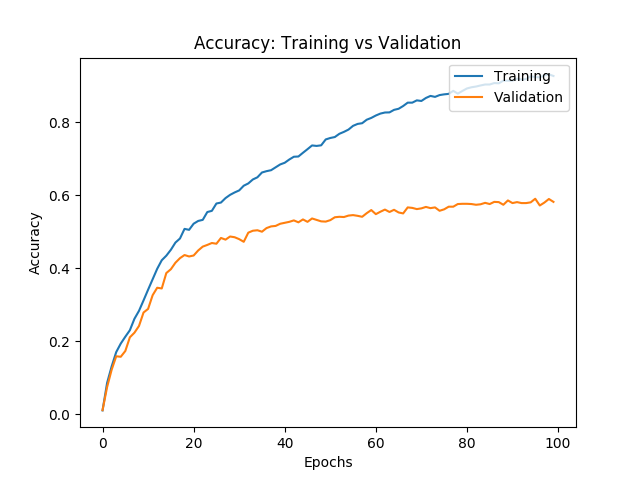 Accuracy: Training vs Validation
Training
Validation
Accuracy
0.8
0.6
0.4
0.2
0.0
0 20 40 60 80 100
Epochs